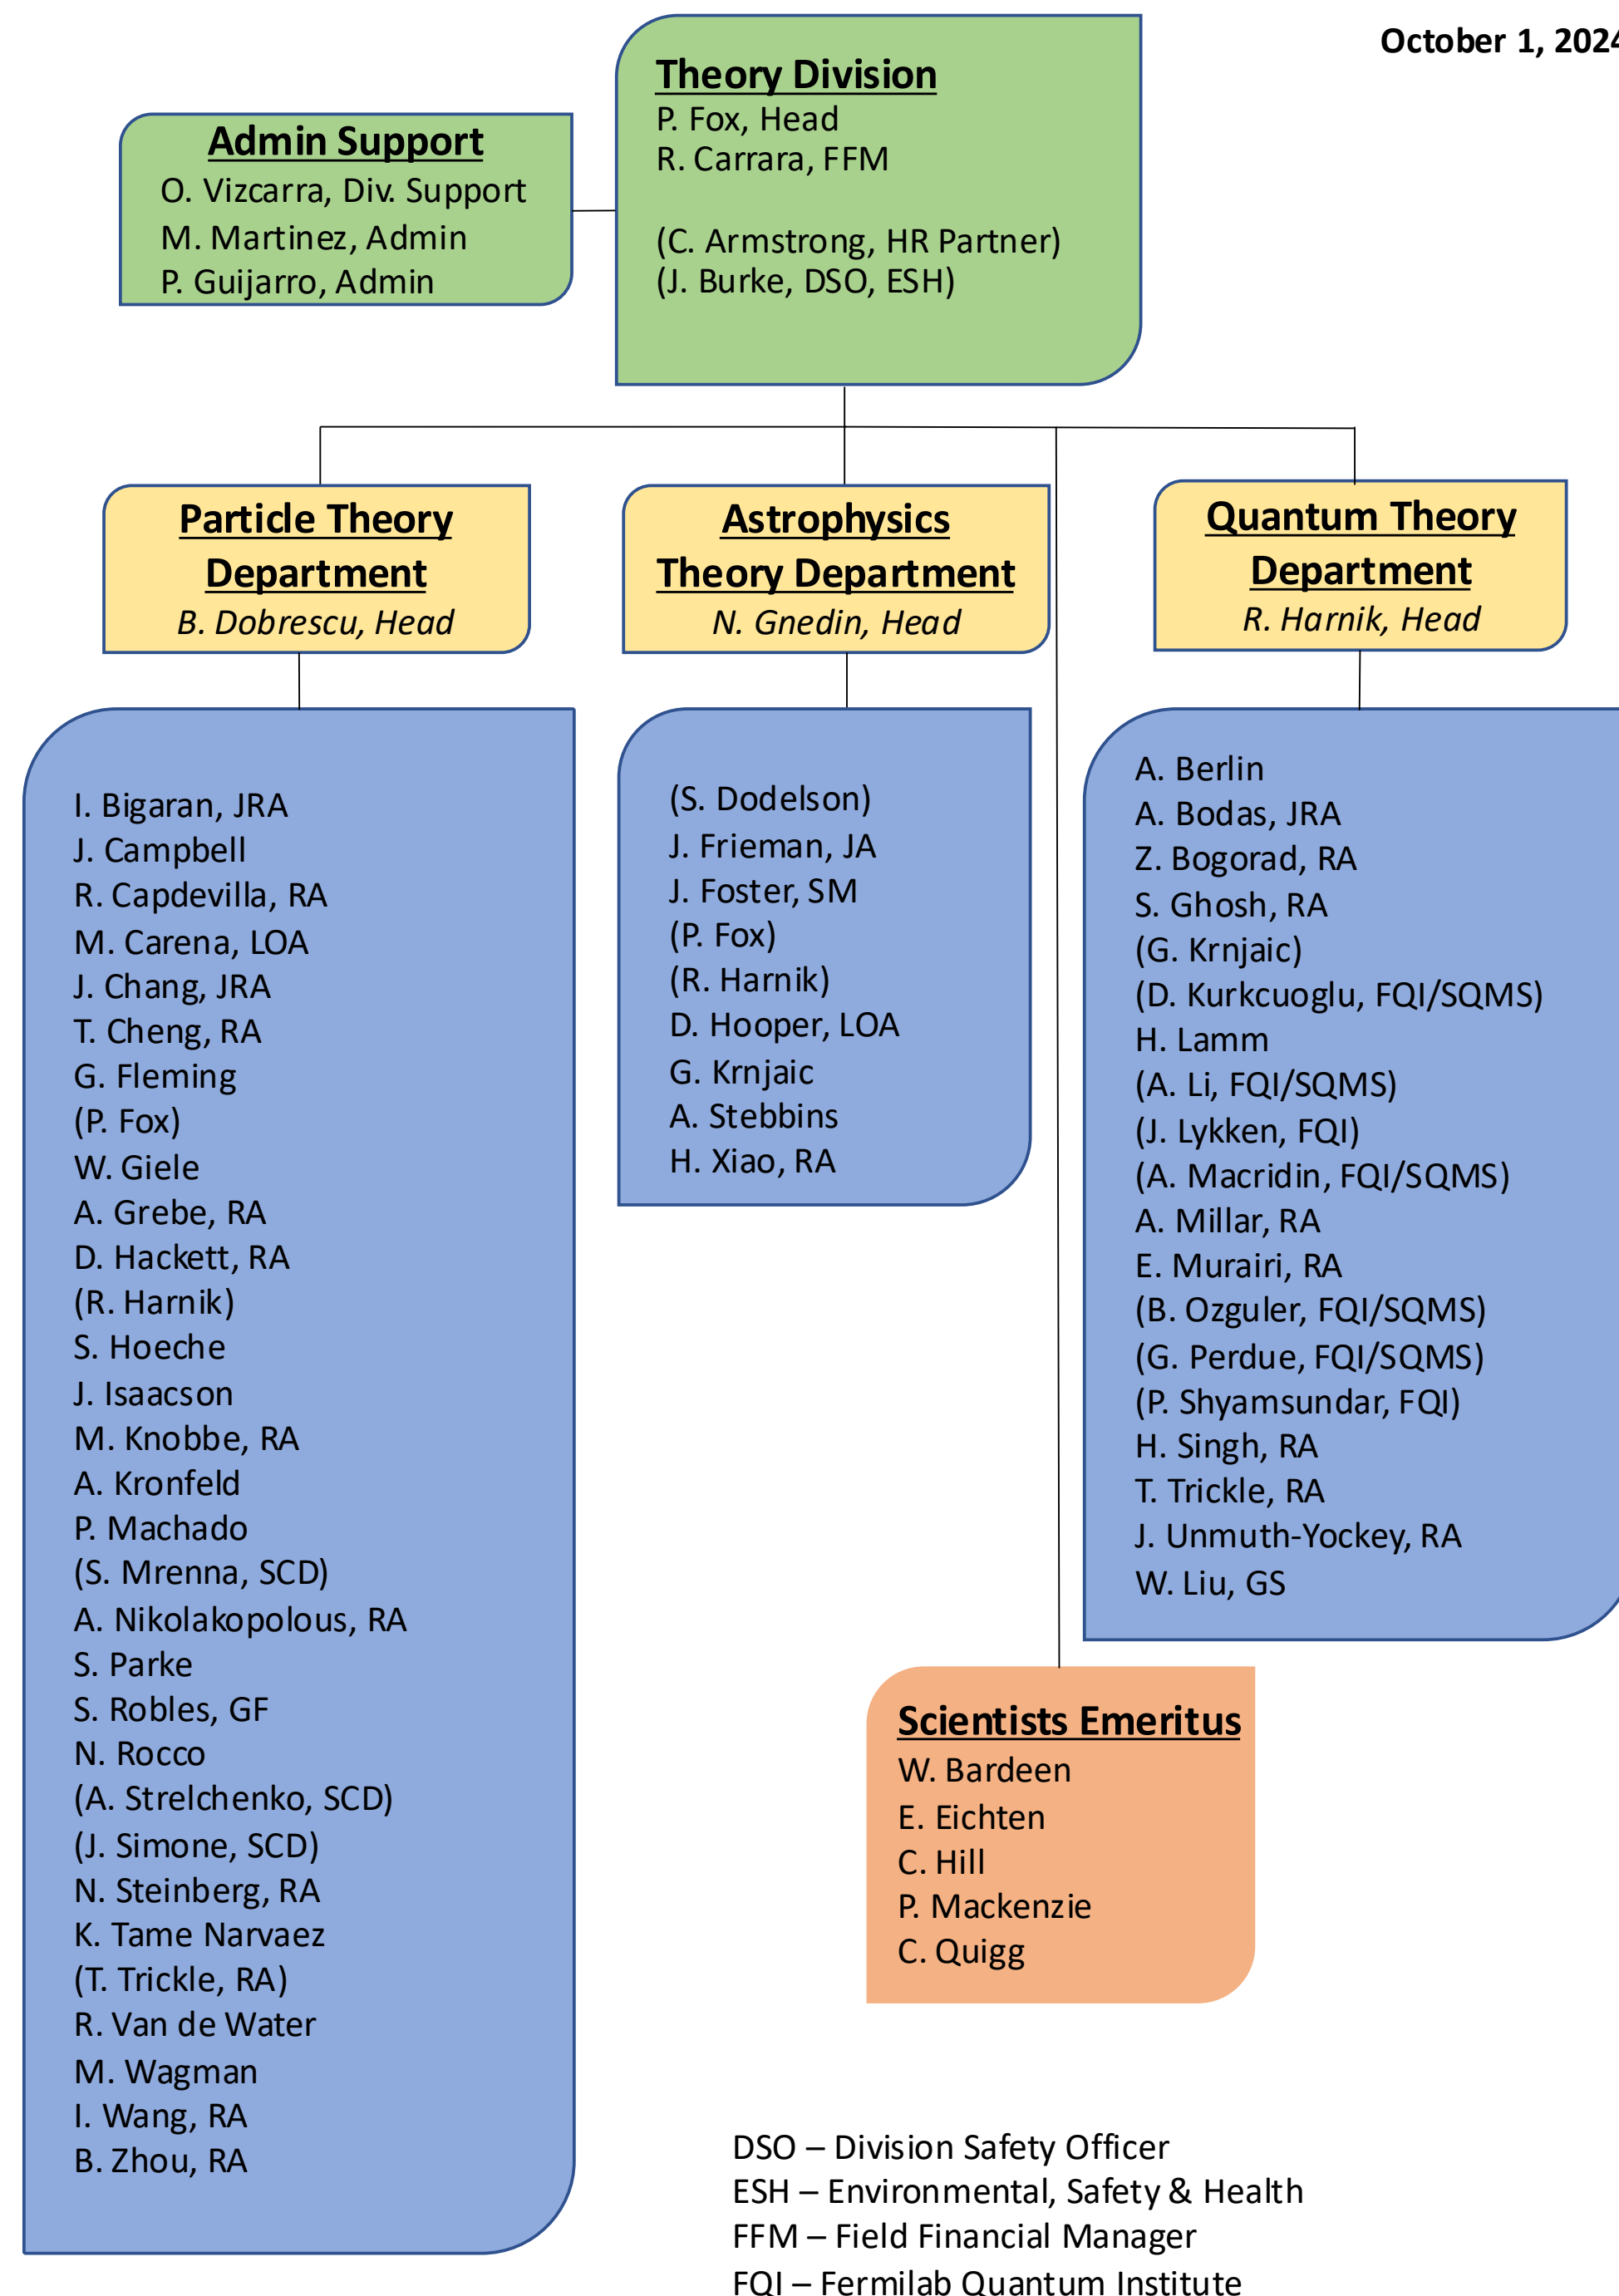 October 1, 2024
Theory Division
P. Fox, Head
R. Carrara, FFM
(C. Armstrong, HR Partner)
(J. Burke, DSO, ESH)
Admin Support
O. Vizcarra, Div. Support
M. Martinez, Admin
P. Guijarro, Admin
Particle Theory
Department
B. Dobrescu, Head
I. Bigaran, JRA
J. Campbell
R. Capdevilla, RA
M. Carena, LOA
J. Chang, JRA
T. Cheng, RA
G. Fleming
(P. Fox)
W. Giele
A. Grebe, RA
D. Hackett, RA
(R. Harnik)
S. Hoeche
J. Isaacson
M. Knobbe, RA
A. Kronfeld
P. Machado
(S. Mrenna, SCD)
A. Nikolakopolous, RA
S. Parke
S. Robles, GF
N. Rocco
(A. Strelchenko, SCD)
(J. Simone, SCD)
N. Steinberg, RA
K. Tame Narvaez
(T. Trickle, RA)
R. Van de Water
M. Wagman
I. Wang, RA
B. Zhou, RA
Astrophysics
Theory Department
N. Gnedin, Head
(S. Dodelson)
J. Frieman, JA
J. Foster, SM
(P. Fox)
(R. Harnik)
D. Hooper, LOA
G. Krnjaic
A. Stebbins
H. Xiao, RA
Quantum Theory
Department
R. Harnik, Head
A. Berlin
A. Bodas, JRA
Z. Bogorad, RA
S. Ghosh, RA
(G. Krnjaic)
(D. Kurkcuoglu, FQI/SQMS)
H. Lamm
(A. Li, FQI/SQMS)
(J. Lykken, FQI)
(A. Macridin, FQI/SQMS)
A. Millar, RA
E. Murairi, RA
(B. Ozguler, FQI/SQMS)
(G. Perdue, FQI/SQMS)
(P. Shyamsundar, FQI)
H. Singh, RA
T. Trickle, RA
J. Unmuth-Yockey, RA
W. Liu, GS
Scientists Emeritus
W. Bardeen
E. Eichten
C. Hill
P. Mackenzie
C. Quigg
DSO – Division Safety Officer
ESH – Environmental, Safety & Health
FFM – Field Financial Manager
FQI – Fermilab Quantum Institute